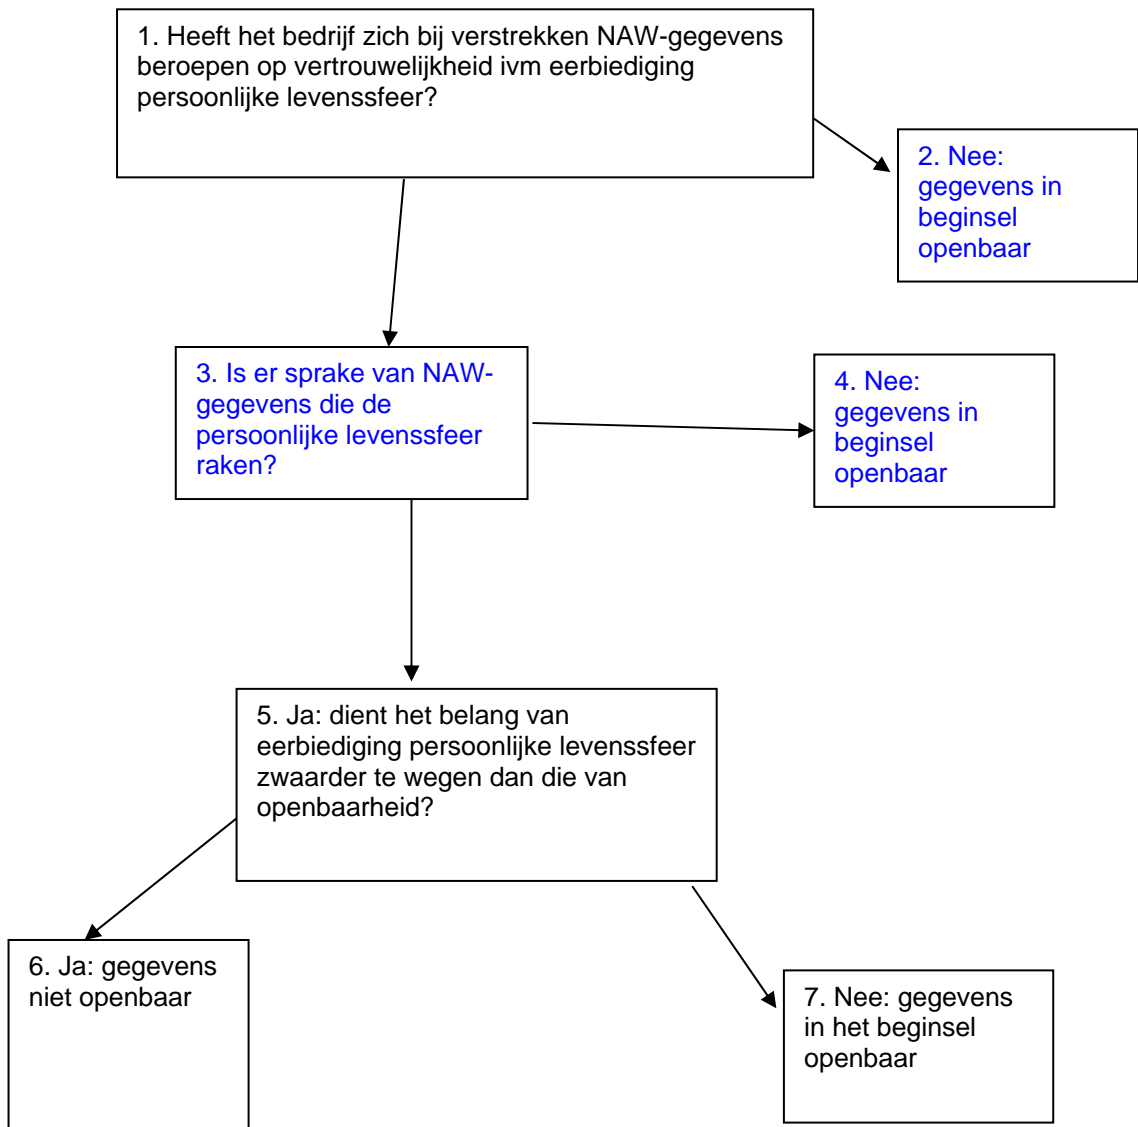 1. Heeft het bedrijf zich bij verstrekken NAW-gegevens
beroepen op vertrouwelijkheid ivm eerbiediging
persoonlijke levenssfeer?
2. Nee:
gegevens in
beginsel
openbaar
3. Is er sprake van NAW-
gegevens die de
persoonlijke levenssfeer
raken?
4. Nee:
gegevens in
beginsel
openbaar
5. Ja: dient het belang van
eerbiediging persoonlijke levenssfeer
zwaarder te wegen dan die van
openbaarheid?
6. Ja: gegevens
niet openbaar
7. Nee: gegevens
in het beginsel
openbaar